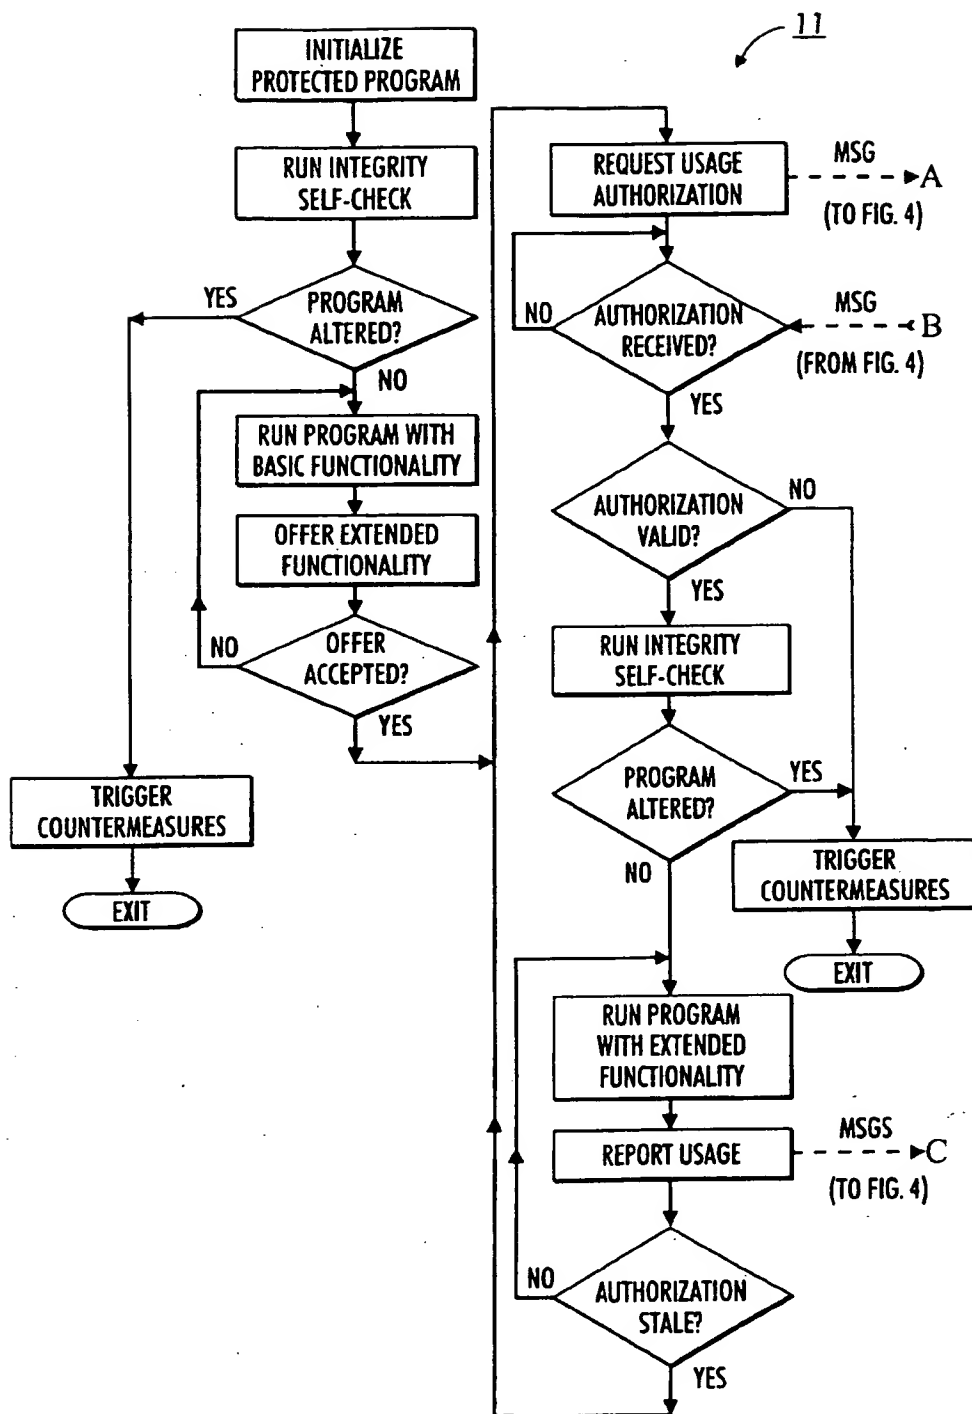 11
INITIALIZE
PROTECTED PROGRAM
RUN INTEGRITY
SELF-CHECK
PROGRAM
ALTERED?
YES
NO
RUN PROGRAM WITH
BASIC FUNCTIONALITY
OFFER EXTENDED
FUNCTIONALITY
OFFER
ACCEPTED?
NO
YES
TRIGGER
COUNTERMEASURES
EXIT
REQUEST USAGE
AUTHORIZATION
MSG
A
(TO FIG. 4)
AUTHORIZATION
RECEIVED?
NO
MSG
B
(FROM FIG. 4)
YES
AUTHORIZATION
VALID?
NO
YES
RUN INTEGRITY
SELF-CHECK
PROGRAM
ALTERED?
YES
NO
TRIGGER
COUNTERMEASURES
EXIT
RUN PROGRAM
WITH EXTENDED
FUNCTIONALITY
REPORT USAGE
MSGS
C
(TO FIG. 4)
AUTHORIZATION
STALE?
NO
YES